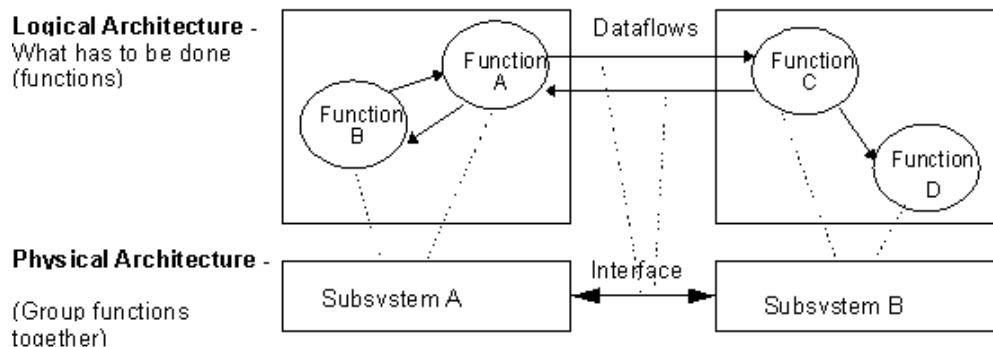 Logical Architecture -
What has to be done
(functions)
Dataflows
Function
A
Function
B
Function
C
Function
D
Physical Architecture -
(Group functions
together)
Interface
Subsystem A
Subsystem B